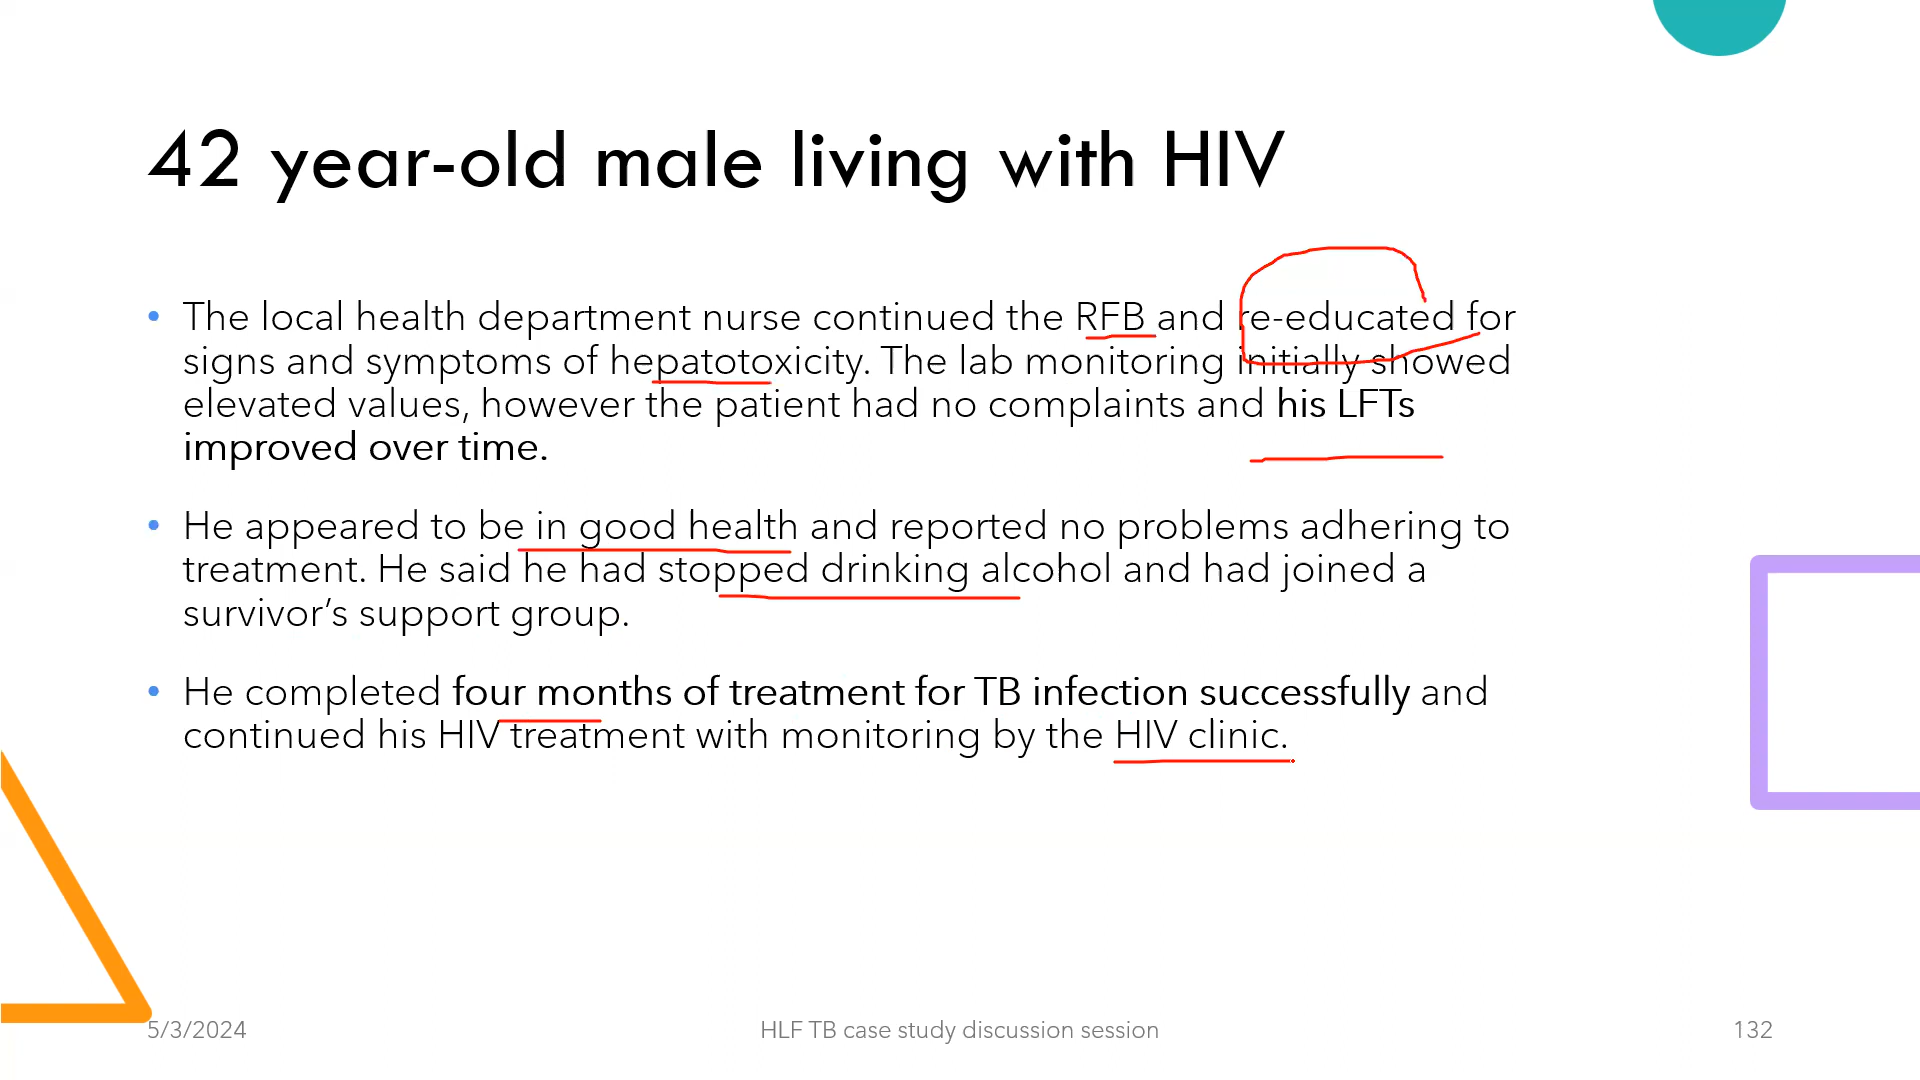 42 year-old male living with HIV
• The local health department nurse continued the RFB and re-educated for
signs and symptoms of hepatotoxicity. The lab monitoring initially showed
elevated values, however the patient had no complaints and his LFTs
improved over time.
• He appeared to be in good health and reported no problems adhering to
treatment. He said he had stopped drinking alcohol and had joined a
survivor’s support group.
• He completed four months of treatment for TB infection successfully and
continued his HIV treatment with monitoring by the HIV clinic.
5/3/2024
HLF TB case study discussion session
132